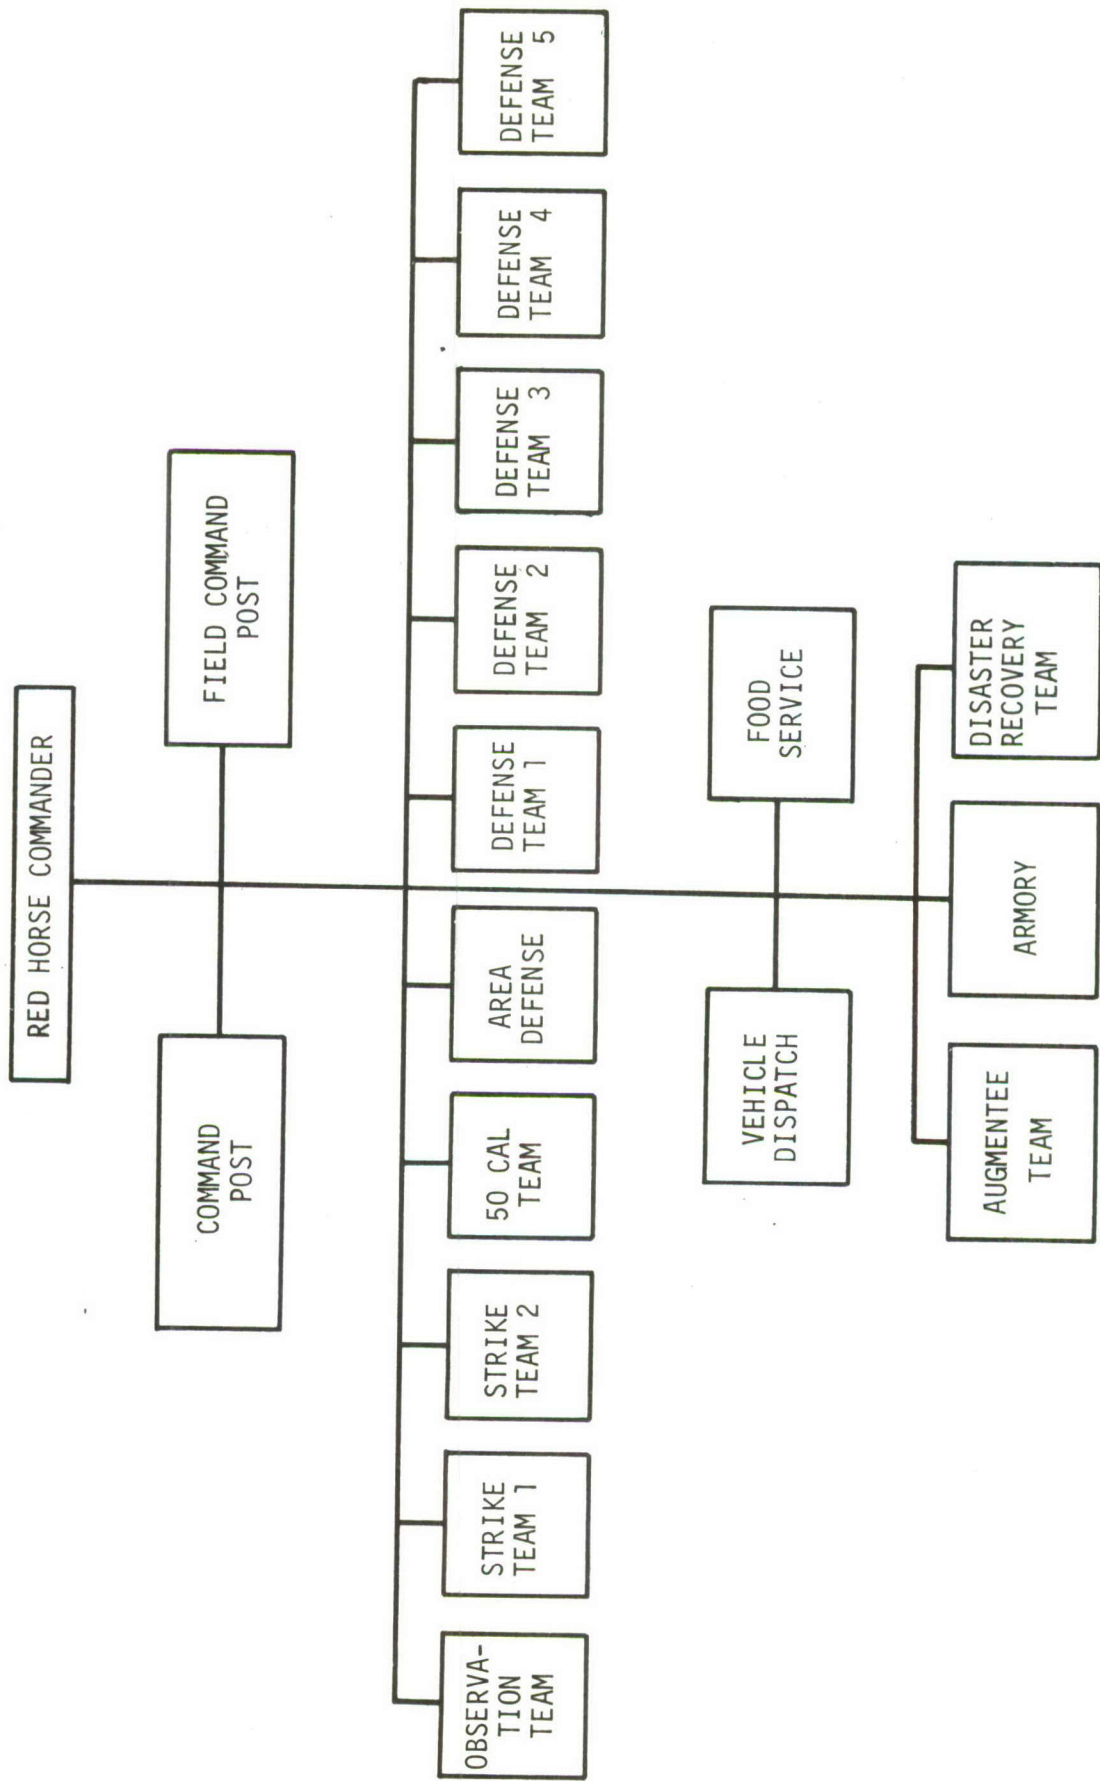 RED HORSE COMMANDER
COMMAND
POST
FIELD COMMAND
POST
OBSERVA-
TION
TEAM
STRIKE
TEAM 1
STRIKE
TEAM 2
50 CAL
TEAM
AREA
DEFENSE
DEFENSE
TEAM 1
DEFENSE
TEAM 2
DEFENSE
TEAM 3
DEFENSE
TEAM 4
DEFENSE
TEAM 5
VEHICLE
DISPATCH
FOOD
SERVICE
AUGMENTEE
TEAM
ARMORY
DISASTER
RECOVERY
TEAM